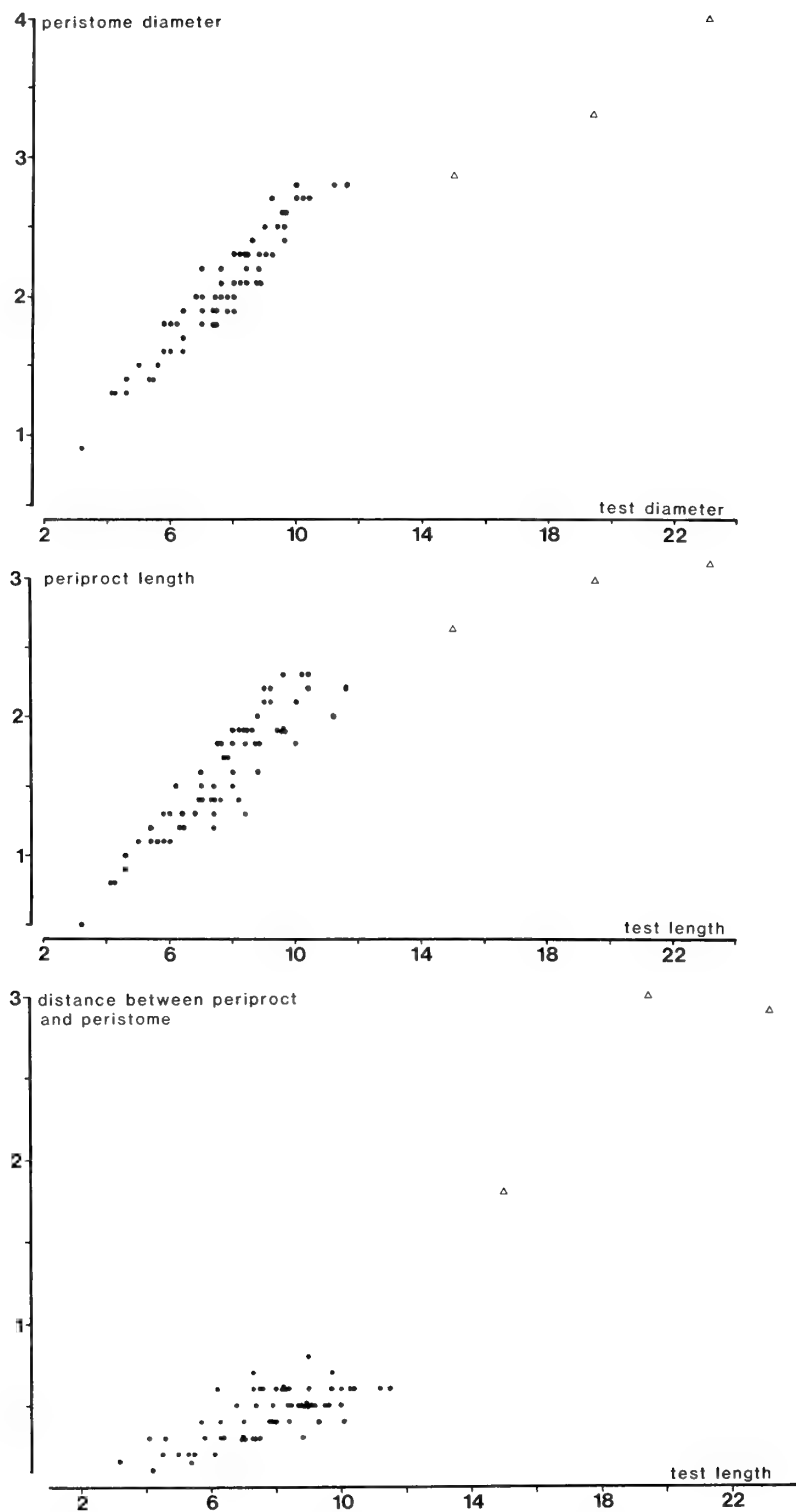 4
peristome diameter
3
2
1
test diameter
2 6 10 14 18 22
3
periproct length
2
1
test length
2 6 10 14 18 22
3
distance between periproct
and peristome
2
1
test length
2 6 10 14 18 22